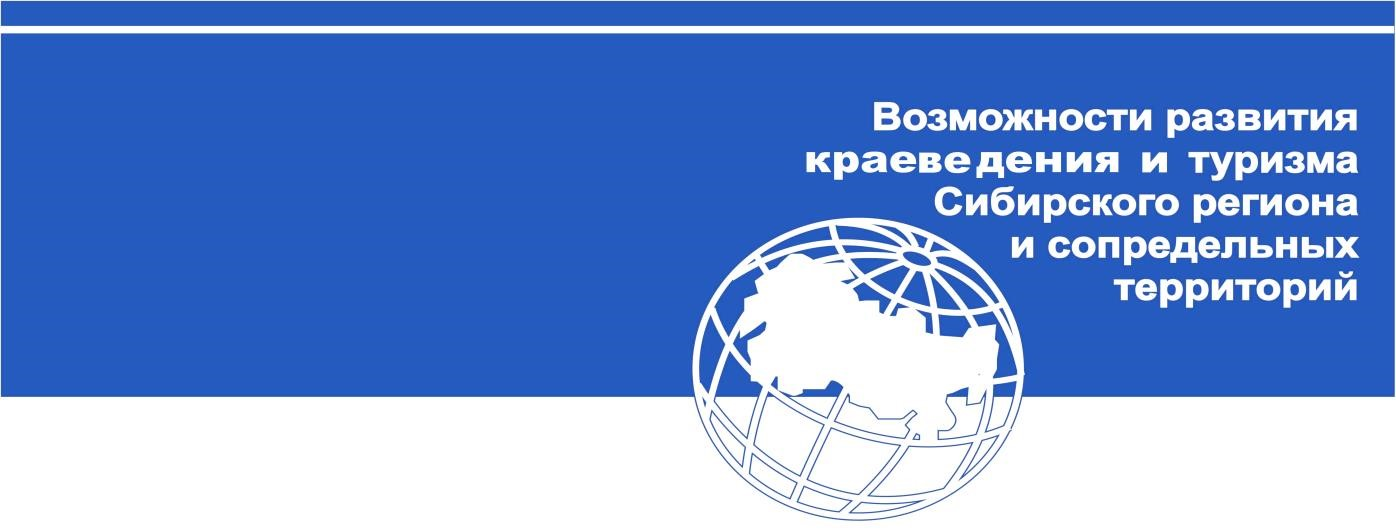 Возможности развития
краеведения и туризма
Сибирского региона
и сопредельных
территорий